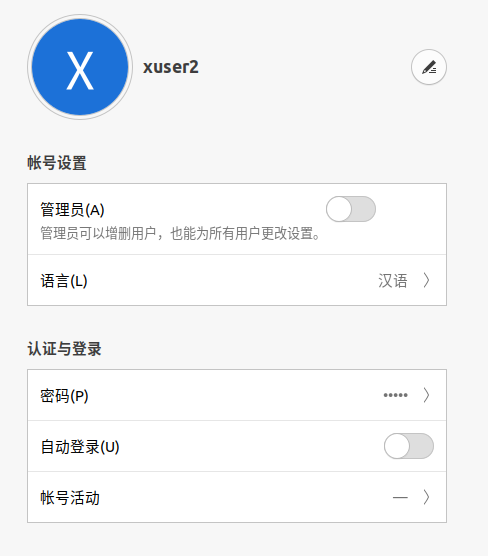 X
xuser2
帐号设置
管理员(A)
管理员可以增删用户，也能为所有用户更改设置。
语言(L) 汉语
认证与登录
密码(P) •••••
自动登录(U)
帐号活动 —